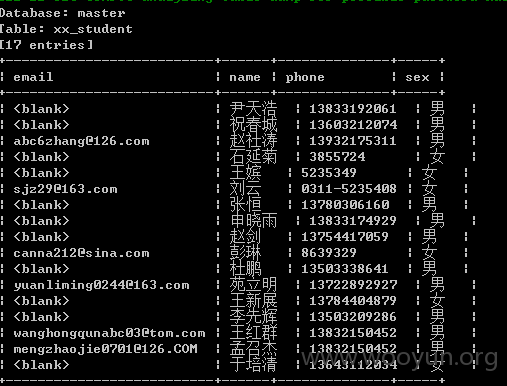 Database: master
Table: xx_student
[17 entries]
| email | name | phone | sex |
| <blank> | 尹天浩 | 13833192061 | 男 |
| <blank> | 祝春城 | 13603212074 | 男 |
| abc6zhang@126.com | 赵社涛 | 13932175311 | 男 |
| <blank> | 石延菊 | 3855724 | 女 |
| <blank> | 王嫔 | 5235349 | 女 |
| sjz29@163.com | 刘云 | 0311-5235408 | 女 |
| <blank> | 张恒 | 13780306160 | 男 |
| <blank> | 申晓雨 | 13833174929 | 男 |
| <blank> | 赵剑 | 13754417059 | 男 |
| canna212@sina.com | 彭琳 | 8639329 | 女 |
| <blank> | 杜鹏 | 13503338641 | 男 |
| yuanliming0244@163.com | 苑立明 | 13722892927 | 男 |
| <blank> | 王新展 | 13784404879 | 女 |
| <blank> | 李先辉 | 13503209286 | 男 |
| wanghongqunabc03@tom.com | 王红群 | 13832150452 | 男 |
| mengzhaojie0701@126.COM | 孟召杰 | 13832150452 | 男 |
| <blank> | 于培清 | 13643112034 | 女 |
www.wooyun.org